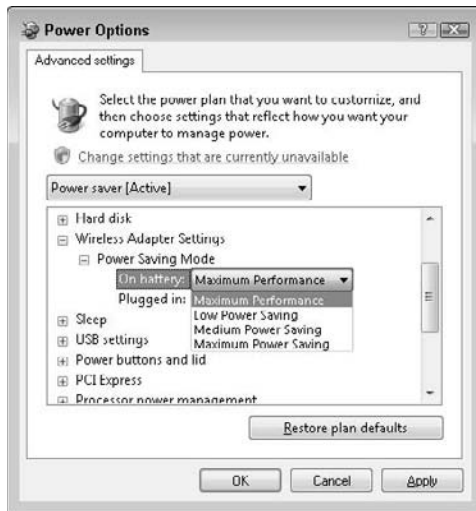 Power Options
Advanced settings
Select the power plan that you want to customize, and
then choose settings that reflect how you want your
computer to manage power.
Change settings that are currently unavailable
Power saver [Active]
Hard disk
Wireless Adapter Settings
Power Saving Mode
On battery: Maximum Performance
Plugged in: Maximum Performance
Low Power Saving
Medium Power Saving
Maximum Power Saving
Sleep
USB settings
Power buttons and lid
PCI Express
Processor power management
Restore plan defaults
OK Cancel Apply